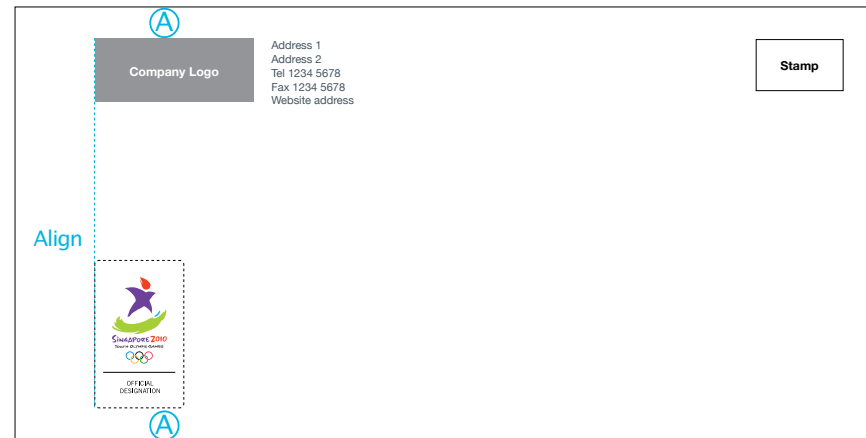 A
Company Logo
Address 1
Address 2
Tel 1234 5678
Fax 1234 5678
Website address
Stamp
Align
SINGAPORE 2010
YOUTH OLYMPIC GAMES
OFFICIAL
DESIGNATION
A